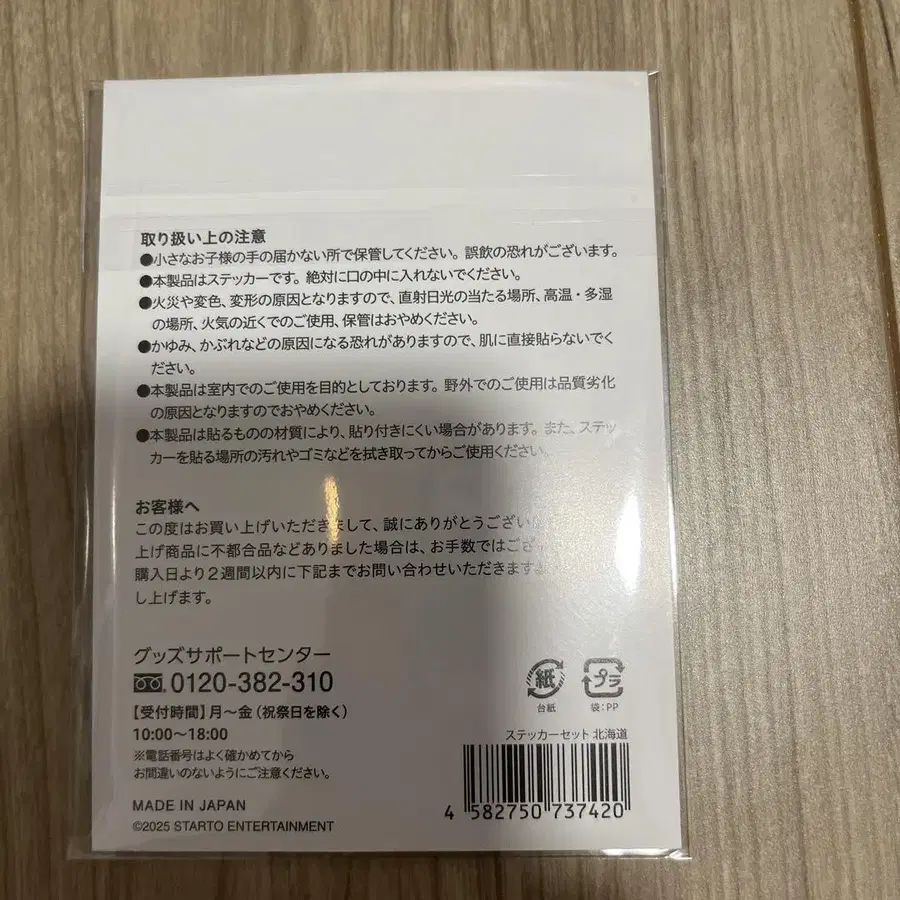 取り扱い上の注意
●小さなお子様の手の届かない所で保管してください。誤飲の恐れがございます。
●本製品はステッカーです。絶対に口の中に入れないでください。
●火災や変色、変形の原因となりますので、直射日光の当たる場所、高温・多湿
の場所、火気の近くでのご使用、保管はおやめください。
●かゆみ、かぶれなどの原因になる恐れがありますので、肌に直接貼らないでく
ださい。
●本製品は室内でのご使用を目的としております。野外でのご使用は品質劣化
の原因となりますのでおやめください。
●本製品は貼るものの材質により、貼り付きにくい場合があります。また、ステッ
カーを貼る場所の汚れやゴミなどを拭き取ってからご使用ください。
お客様へ
この度はお買い上げいただきまして、誠にありがとうござい
上げ商品に不都合品などありました場合は、お手数ではござ
購入日より2週間以内に下記までお問い合わせいただきますよ
し上げます。
グッズサポートセンター
0120-382-310
【受付時間】月～金（祝祭日を除く）
10:00～18:00
※電話番号はよく確かめてから
お間違いのないようにご注意ください。
MADE IN JAPAN
©2025 STARTO ENTERTAINMENT
紙 プラ
台紙 袋:PP
ステッカーセット 北海道
4 582750 737420